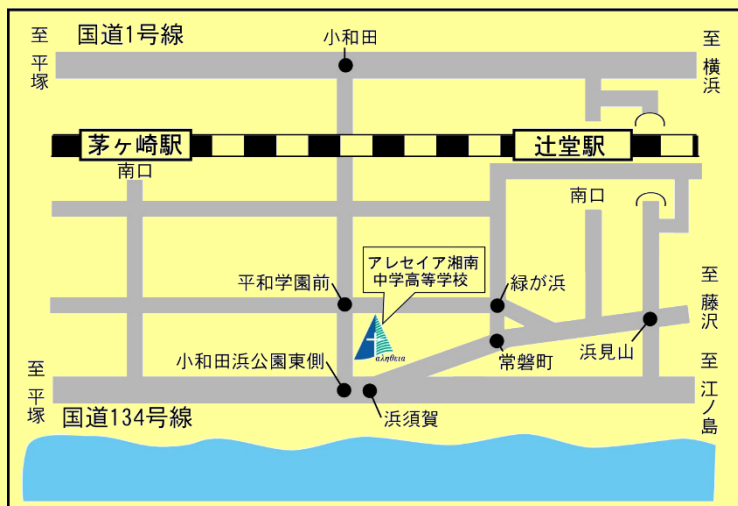 国道1号線
小和田
至平塚
至横浜
茅ヶ崎駅
辻堂駅
南口
南口
アレセイア湘南
中学高等学校
平和学園前
緑が浜
至藤沢
αληθεια
小和田浜公園東側
常磐町
浜見山
至平塚
至江ノ島
国道134号線
浜須賀